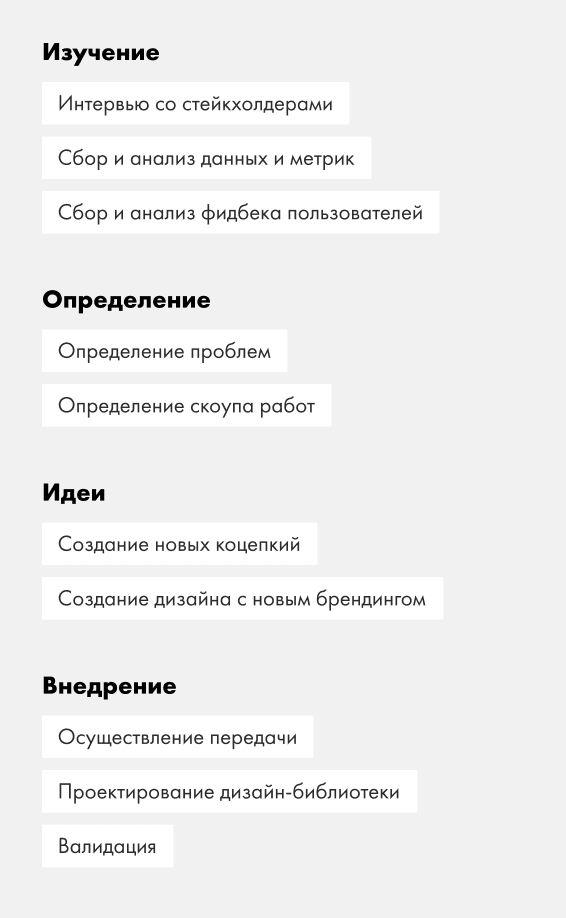 Изучение
Интервью со стейкхолдерами
Сбор и анализ данных и метрик
Сбор и анализ фидбека пользователей
Определение
Определение проблем
Определение скоупа работ
Идеи
Создание новых коцепкий
Создание дизайна с новым брендингом
Внедрение
Осуществление передачи
Проектирование дизайн-библиотеки
Валидация